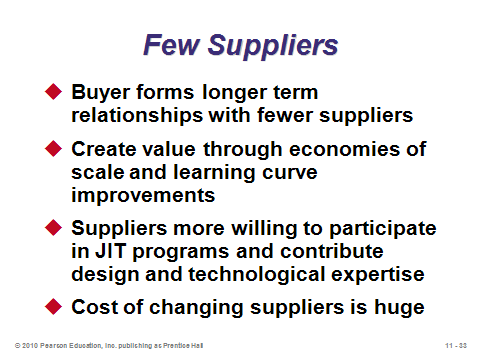 Few Suppliers
Buyer forms longer term
relationships with fewer suppliers
Create value through economies of
scale and learning curve
improvements
Suppliers more willing to participate
in JIT programs and contribute
design and technological expertise
Cost of changing suppliers is huge
© 2010 Pearson Education, Inc. publishing as Prentice Hall
11 - 33